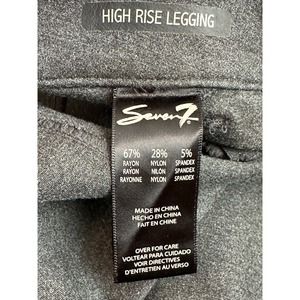 HIGH RISE LEGGING
Seven7
67% 28% 5%
RAYON NYLON SPANDEX
RAYON NILON SPANDEX
RAYONNE NYLON SPANDEX
MADE IN CHINA
HECHO EN CHINA
FAIT EN CHINE
OVER FOR CARE
VOLTEAR PARA CUIDADO
VOIR DIRECTIVES
D'ENTRETIEN AU VERSO